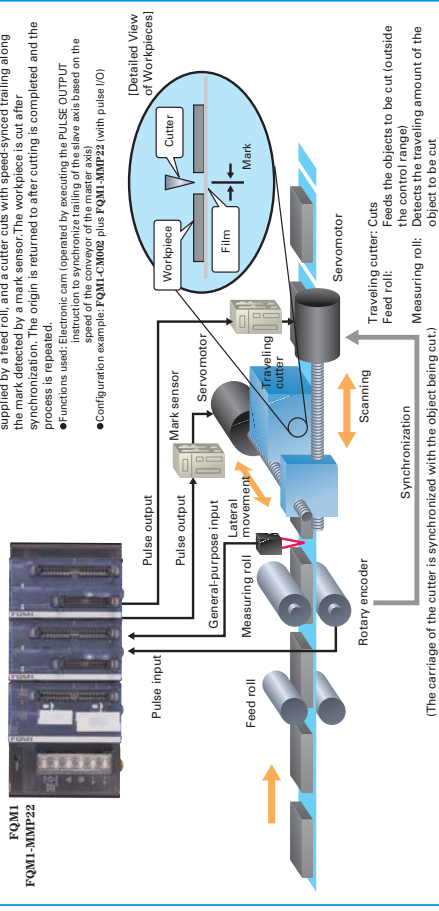 supplied by a feed roll, and a cutter cuts with speed-synced trailing along
the mark detected by a mark sensor.The workpiece is cut after
synchronization. The origin is returned to after cutting is completed and the
process is repeated.
●Functions used: Electronic cam (operated by executing the PULSE OUTPUT
instruction to synchronize trailing of the slave axis based on the
speed of the conveyor of the master axis)
●Configuration example: FQM1-CM002 plus FQM1-MMP22 (with pulse I/O)
FQM1
FQM1-MMP22
FQM1
FQM1
FQM1
Pulse output
Pulse output
Pulse input
General-purpose input
Mark sensor
Servomotor
Lateral
movement
Measuring roll
Feed roll
Traveling
cutter
[Detailed View
of Workpieces]
Workpiece
Cutter
Film
Mark
Servomotor
Scanning
Rotary encoder
Synchronization
Traveling cutter: Cuts
Feed roll: Feeds the objects to be cut (outside
the control range)
Measuring roll: Detects the traveling amount of the
object to be cut
(The carriage of the cutter is synchronized with the object being cut.)